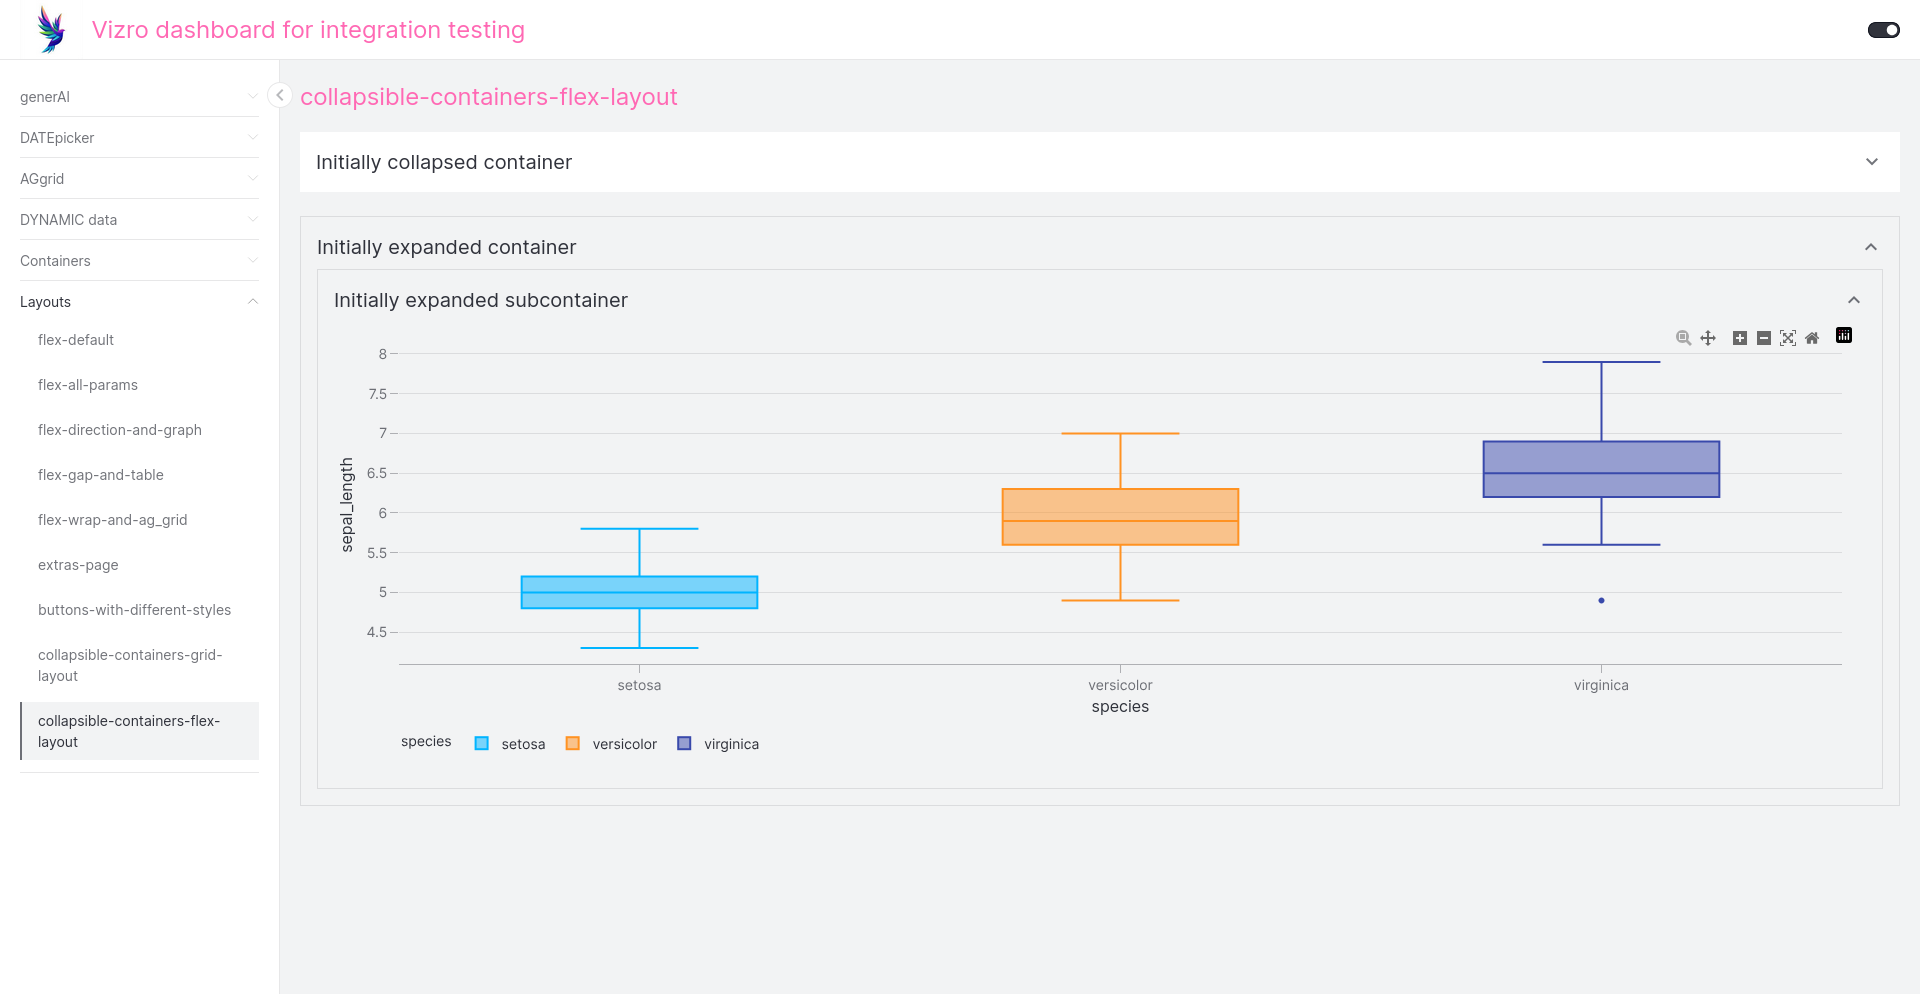 Vizro dashboard for integration testing
generAI
DATEpicker
AGgrid
DYNAMIC data
Containers
Layouts
flex-default
flex-all-params
flex-direction-and-graph
flex-gap-and-table
flex-wrap-and-ag_grid
extras-page
buttons-with-different-styles
collapsible-containers-grid-
layout
collapsible-containers-flex-
layout
collapsible-containers-flex-layout
Initially collapsed container
Initially expanded container
Initially expanded subcontainer
8
7.5
7
6.5
6
5.5
5
4.5
sepal_length
setosa versicolor virginica
species
species setosa versicolor virginica